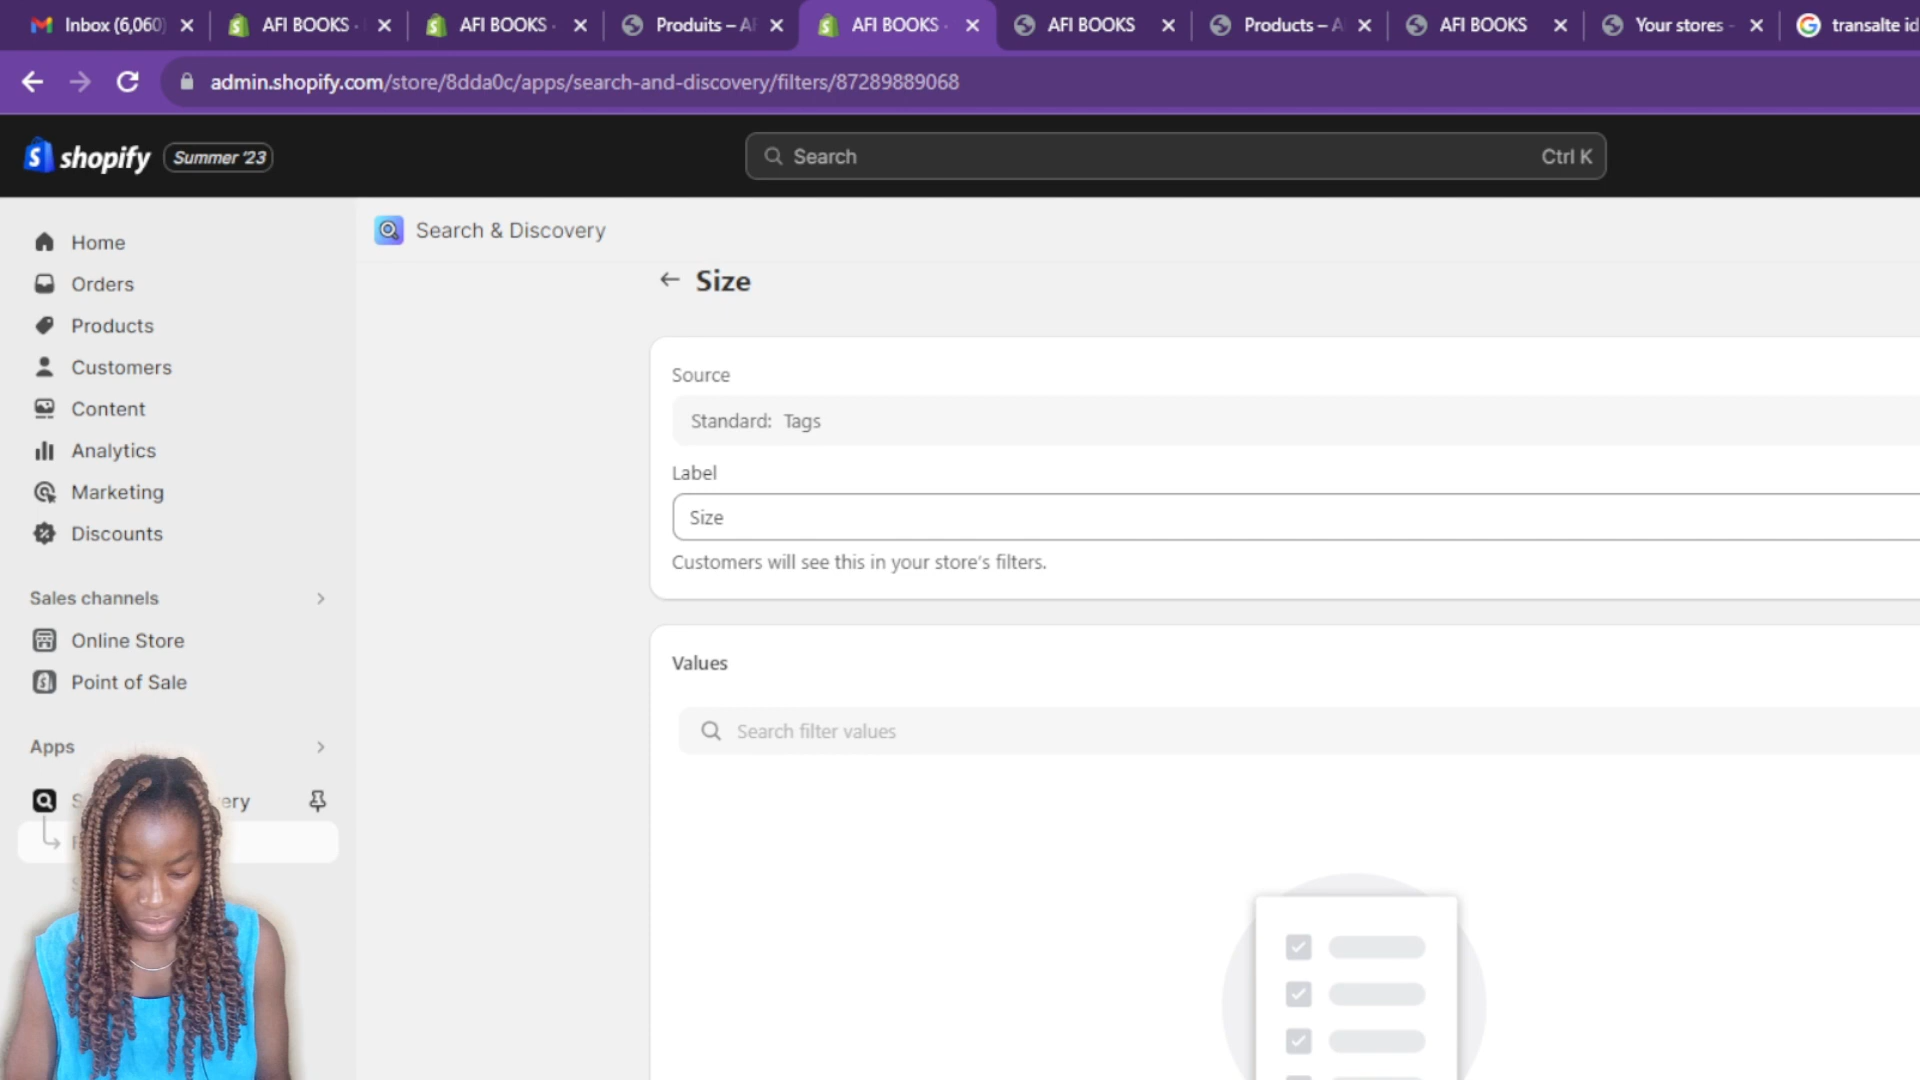 Inbox (6,060)
AFI BOOKS ·
AFI BOOKS ·
Produits – AF
AFI BOOKS ·
AFI BOOKS
Products – A
AFI BOOKS
Your stores -
transalte id
admin.shopify.com/store/8dda0c/apps/search-and-discovery/filters/87289889068
shopify
Summer '23
Search
Ctrl K
Search & Discovery
Home
Orders
Products
Customers
Content
Analytics
Marketing
Discounts
Sales channels
Online Store
Point of Sale
Apps
Size
Source
Standard: Tags
Label
Size
Customers will see this in your store's filters.
Values
Search filter values